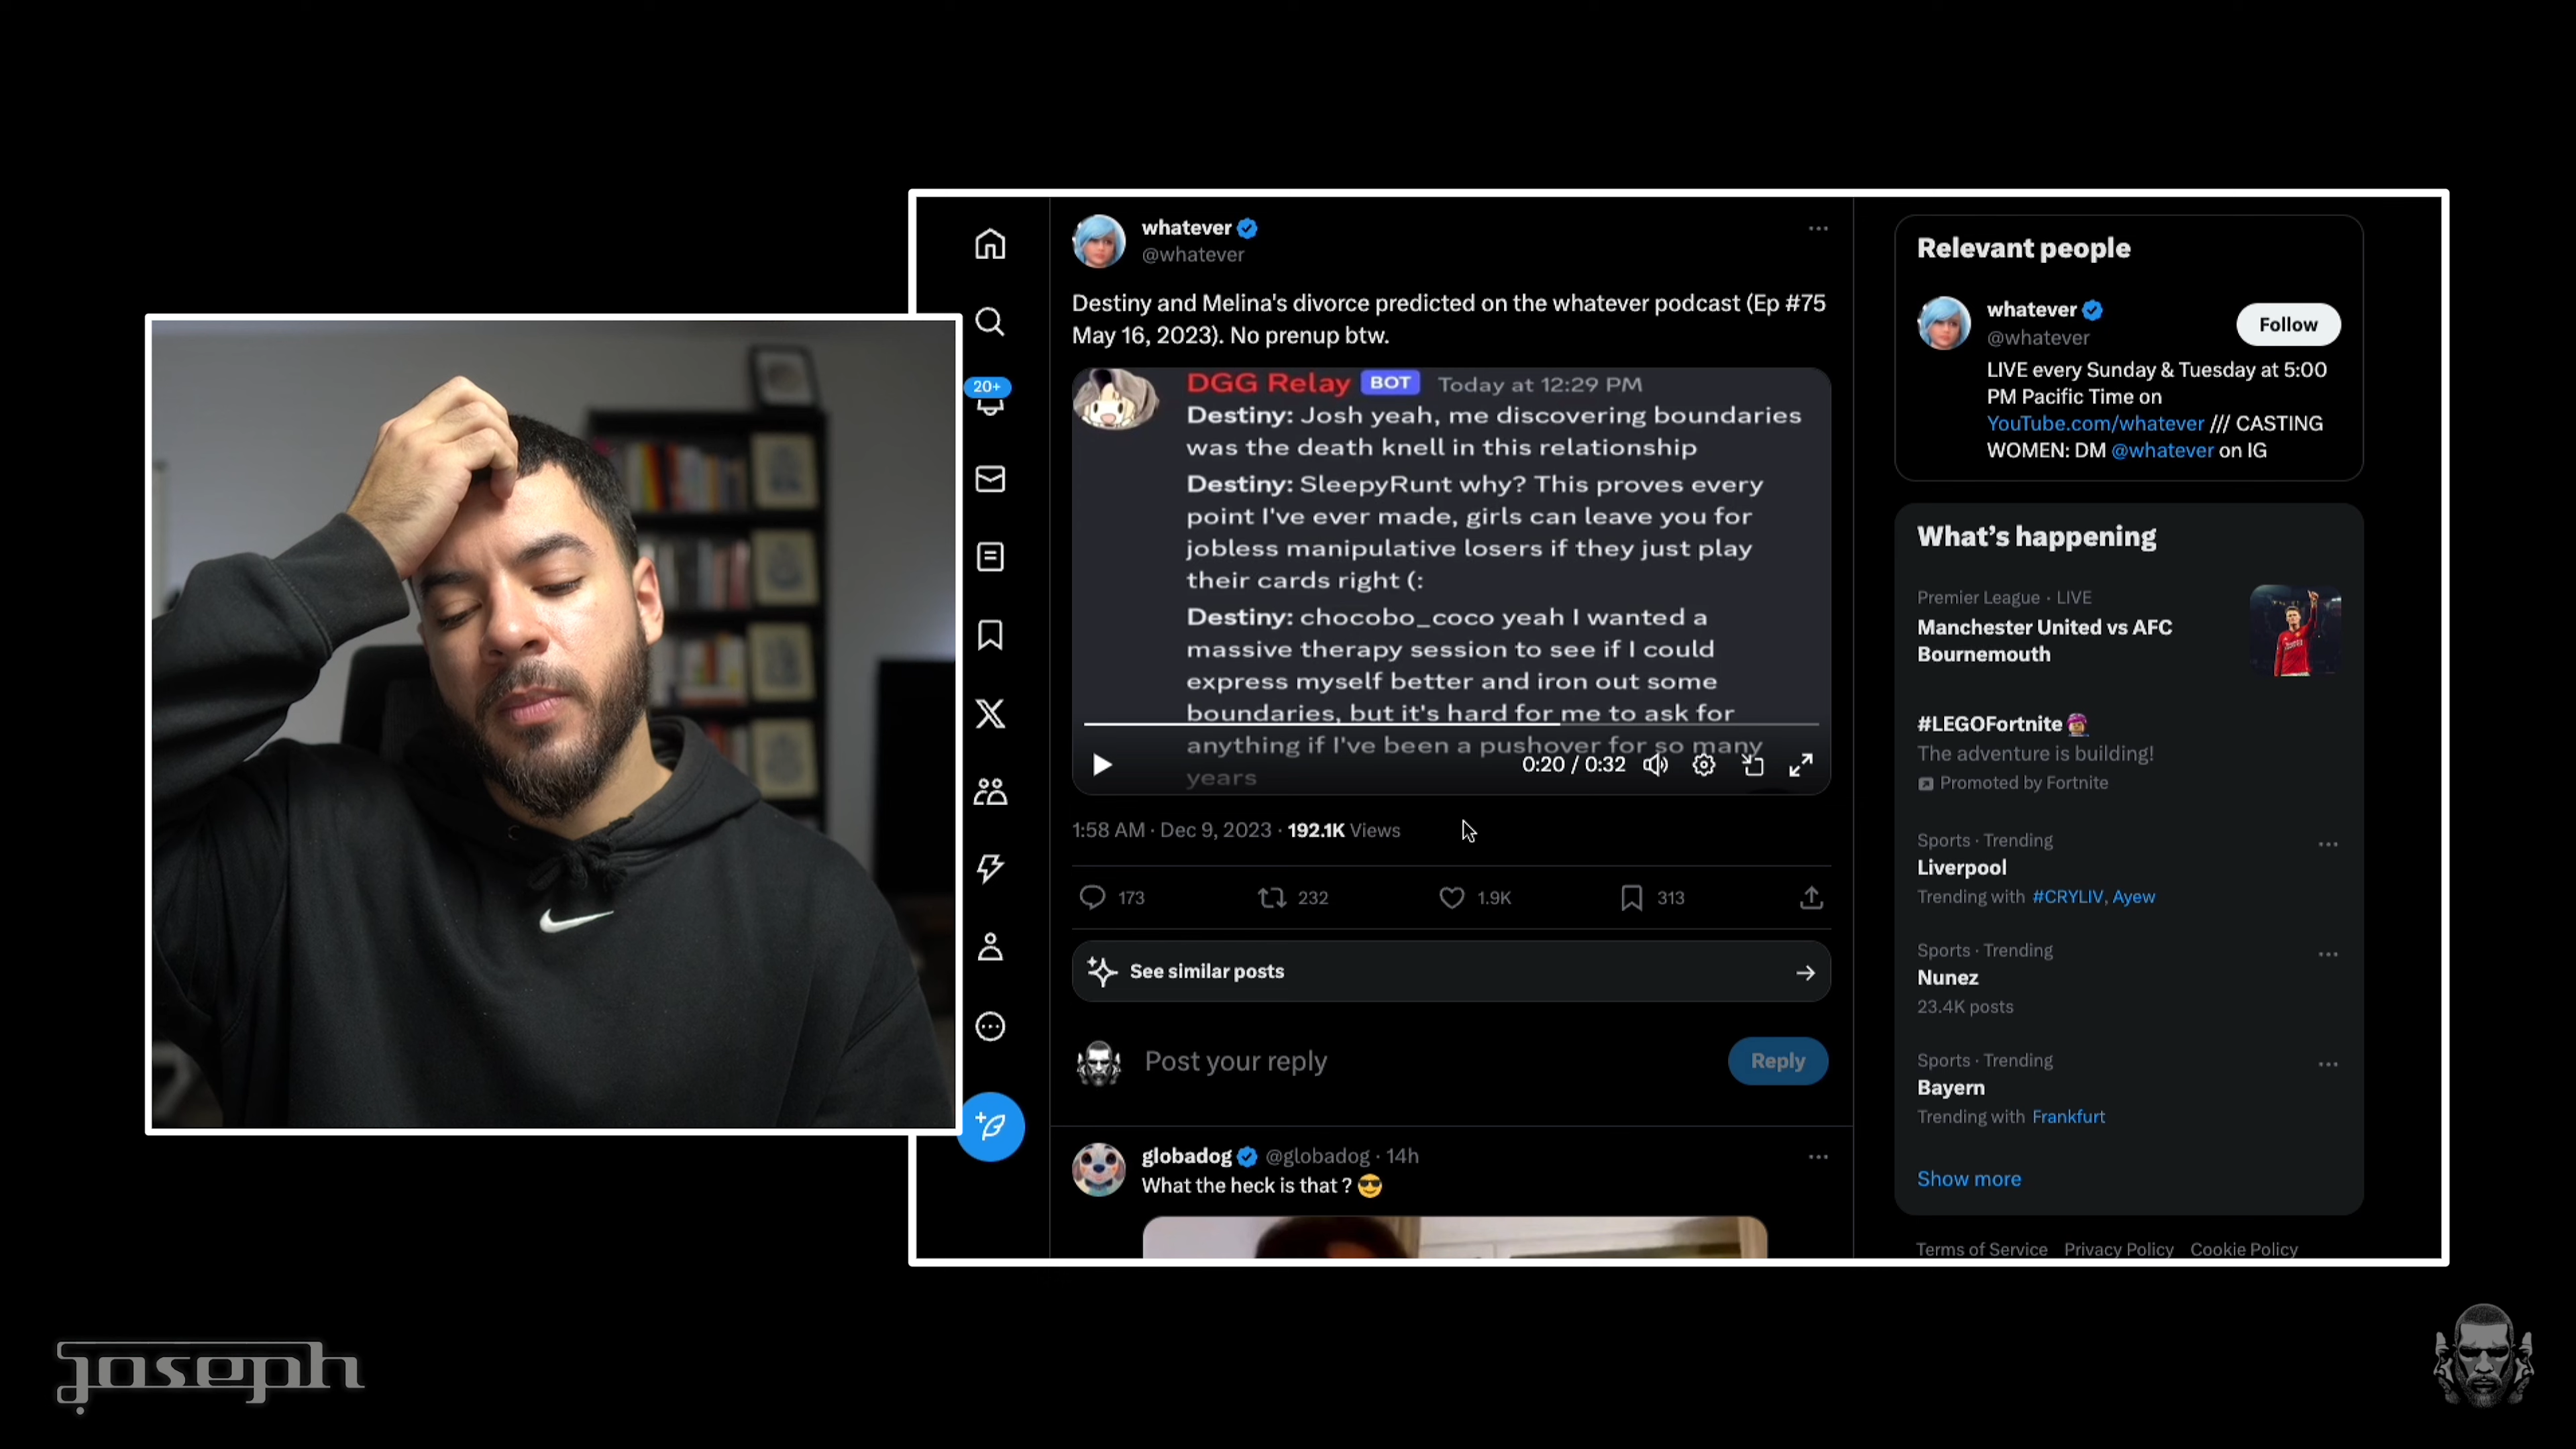 whatever
@whatever
Destiny and Melina's divorce predicted on the whatever podcast (Ep #75
May 16, 2023). No prenup btw.
DGG Relay BOT Today at 12:29 PM
Destiny: Josh yeah, me discovering boundaries
was the death knell in this relationship
Destiny: SleepyRunt why? This proves every
point I've ever made, girls can leave you for
jobless manipulative losers if they just play
their cards right (:
Destiny: chocobo_coco yeah I wanted a
massive therapy session to see if I could
express myself better and iron out some
boundaries, but it's hard for me to ask for
anything if I've been a pushover for so many
years
0:20 / 0:32
1:58 AM · Dec 9, 2023 · 192.1K Views
173 232 1.9K 313
See similar posts
Post your reply
Reply
globadog @globadog · 14h
What the heck is that ? 😎
20+
Relevant people
whatever
@whatever
Follow
LIVE every Sunday & Tuesday at 5:00
PM Pacific Time on
YouTube.com/whatever /// CASTING
WOMEN: DM @whatever on IG
What's happening
Premier League · LIVE
Manchester United vs AFC
Bournemouth
#LEGOFortnite
The adventure is building!
Promoted by Fortnite
Sports · Trending
Liverpool
Trending with #CRYLIV, Ayew
Sports · Trending
Nunez
23.4K posts
Sports · Trending
Bayern
Trending with Frankfurt
Show more
Terms of Service Privacy Policy Cookie Policy
joseph